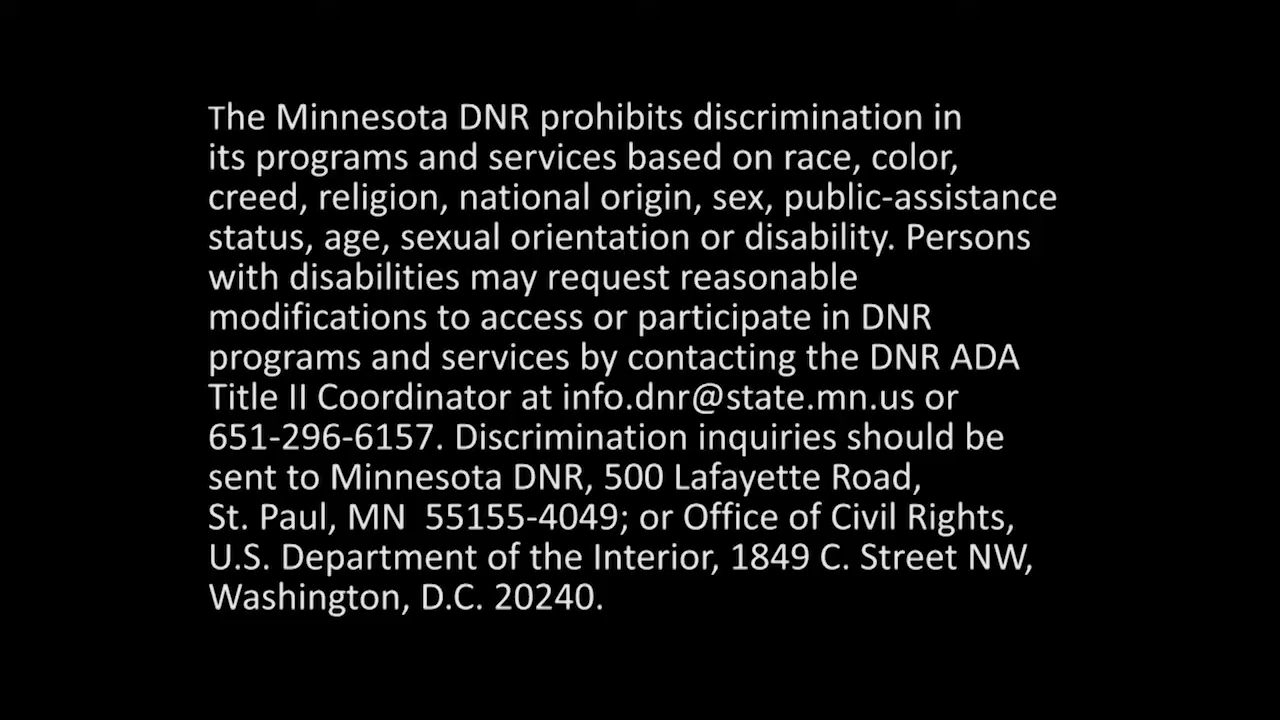 The Minnesota DNR prohibits discrimination in
its programs and services based on race, color,
creed, religion, national origin, sex, public-assistance
status, age, sexual orientation or disability. Persons
with disabilities may request reasonable
modifications to access or participate in DNR
programs and services by contacting the DNR ADA
Title II Coordinator at info.dnr@state.mn.us or
651-296-6157. Discrimination inquiries should be
sent to Minnesota DNR, 500 Lafayette Road,
St. Paul, MN  55155-4049; or Office of Civil Rights,
U.S. Department of the Interior, 1849 C. Street NW,
Washington, D.C. 20240.